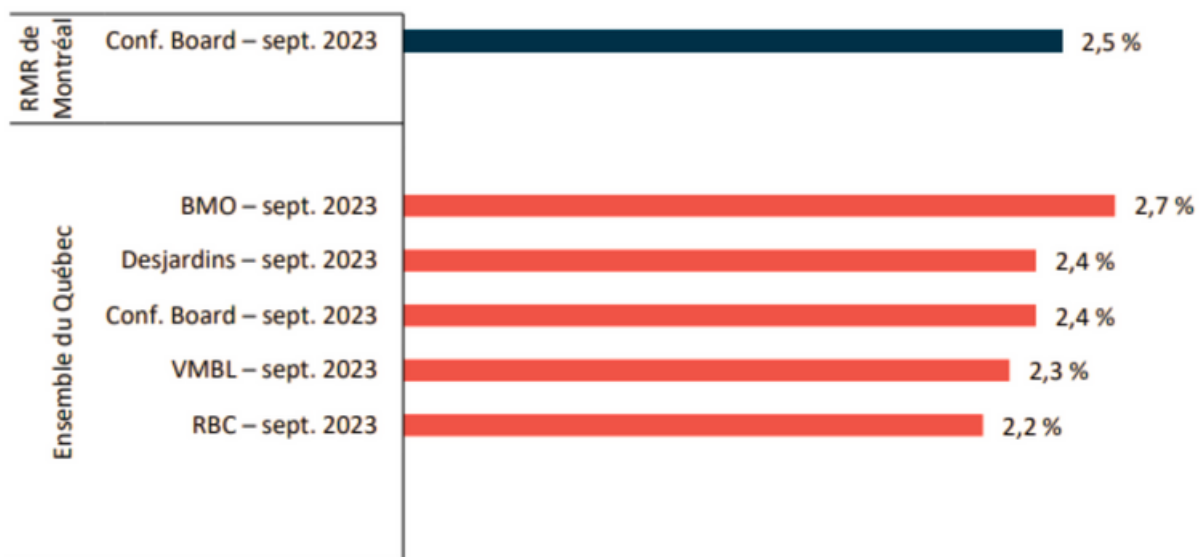 RMR de
Montréal
Conf. Board – sept. 2023
2,5 %
Ensemble du Québec
BMO – sept. 2023
2,7 %
Desjardins – sept. 2023
2,4 %
Conf. Board – sept. 2023
2,4 %
VMBL – sept. 2023
2,3 %
RBC – sept. 2023
2,2 %